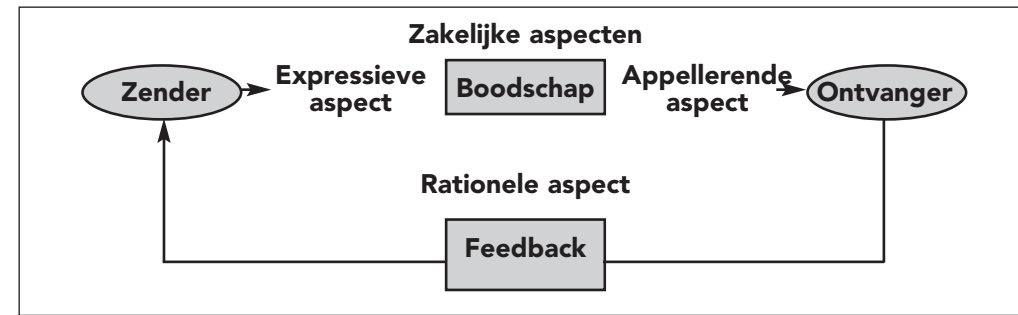 Zakelijke aspecten
Zender
Expressieve
aspect
Boodschap
Appellerende
aspect
Ontvanger
Rationele aspect
Feedback